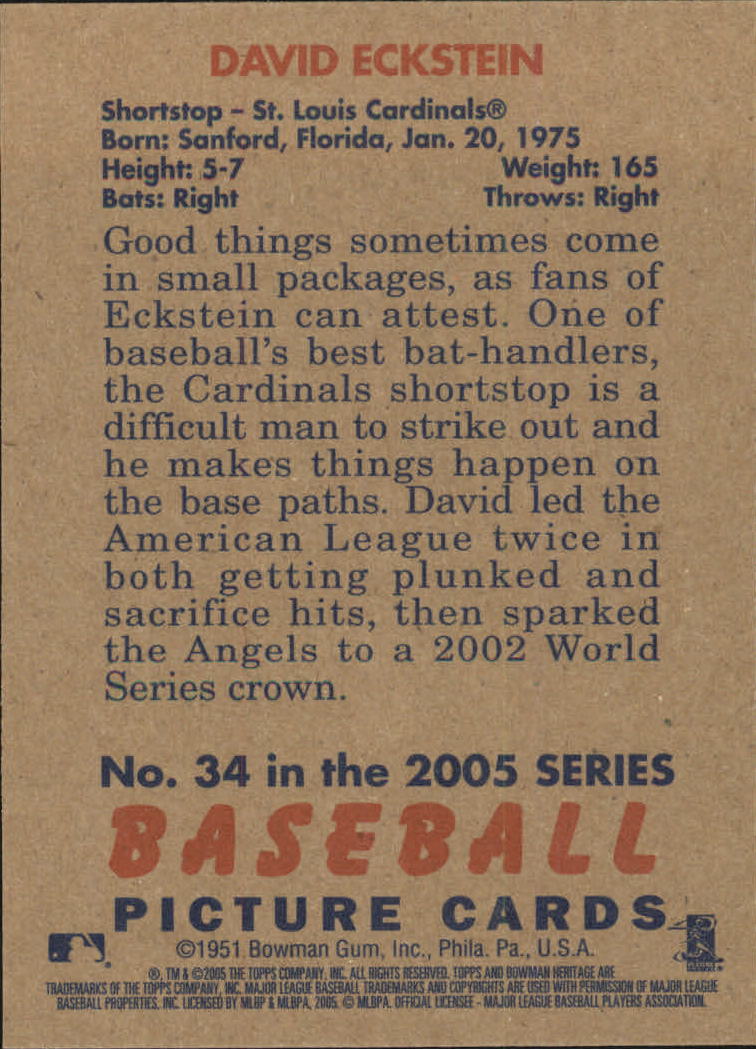 DAVID ECKSTEIN
Shortstop – St. Louis Cardinals®
Born: Sanford, Florida, Jan. 20, 1975
Height: 5-7 Weight: 165
Bats: Right Throws: Right
Good things sometimes come
in small packages, as fans of
Eckstein can attest. One of
baseball's best bat-handlers,
the Cardinals shortstop is a
difficult man to strike out and
he makes things happen on
the base paths. David led the
American League twice in
both getting plunked and
sacrifice hits, then sparked
the Angels to a 2002 World
Series crown.
No. 34 in the 2005 SERIES
BASEBALL
PICTURE CARDS
©1951 Bowman Gum, Inc., Phila. Pa., U.S.A.
®, TM & ©2005 THE TOPPS COMPANY, INC. ALL RIGHTS RESERVED. TOPPS AND BOWMAN HERITAGE ARE
TRADEMARKS OF THE TOPPS COMPANY, INC. MAJOR LEAGUE BASEBALL TRADEMARKS AND COPYRIGHTS ARE USED WITH PERMISSION OF MAJOR LEAGUE
BASEBALL PROPERTIES, INC. LICENSED BY MLBP & MLBPA, 2005. © MLBPA. OFFICIAL LICENSEE - MAJOR LEAGUE BASEBALL PLAYERS ASSOCIATION.